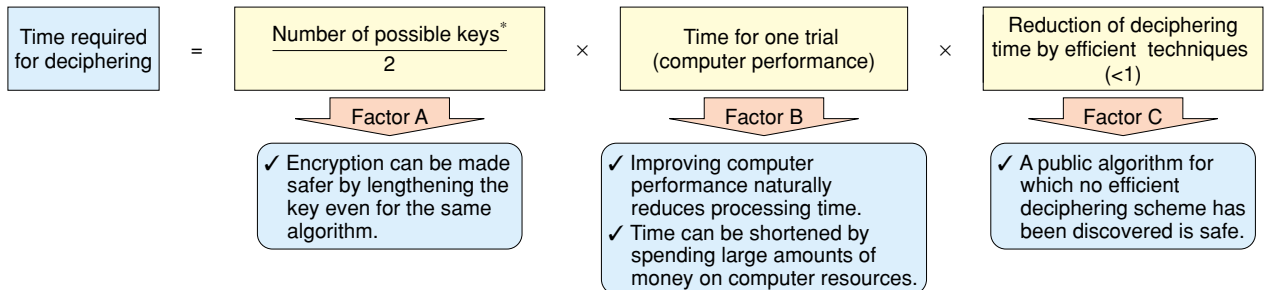 Time required
for deciphering
=
Number of possible keys*
2
×
Time for one trial
(computer performance)
×
Reduction of deciphering
time by efficient techniques
(<1)
Factor A
Factor B
Factor C
✓ Encryption can be made
safer by lengthening the
key even for the same
algorithm.
✓ Improving computer
performance naturally
reduces processing time.
✓ Time can be shortened by
spending large amounts of
money on computer resources.
✓ A public algorithm for
which no efficient
deciphering scheme has
been discovered is safe.